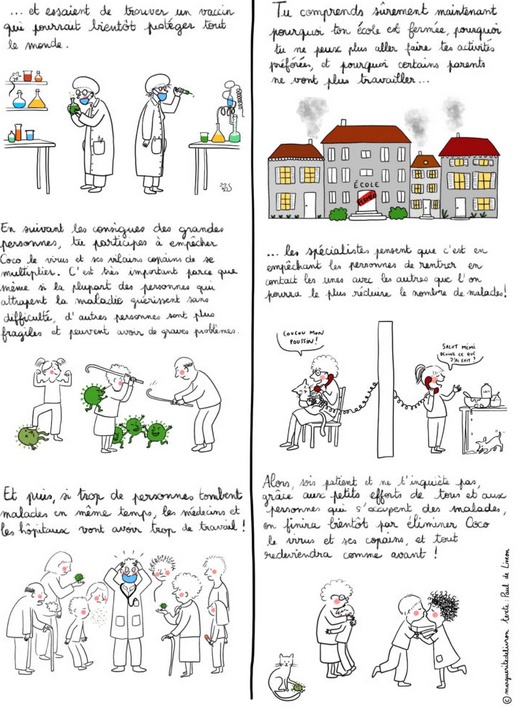 ... et essaient de trouver un vaccin
qui pourrait bientôt protéger tout
le monde.
En suivant les consignes des grandes
personnes, tu participes à empêcher
Coco le virus et ses vilains copains de se
multiplier. C'est très important parce que
même si la plupart des personnes qui
attrapent la maladie guérissent sans
difficulté, d'autres personnes sont plus
fragiles et peuvent avoir de graves problèmes.
Et puis, si trop de personnes tombent
malades en même temps, les médecins et
les hôpitaux vont avoir trop de travail !
Tu comprends sûrement maintenant
pourquoi ton école est fermée, pourquoi
tu ne peux plus aller faire tes activités
préférées, et pourquoi certains parents
ne vont plus travailler...
ÉCOLE
... les spécialistes pensent que c'est en
empêchant les personnes de rentrer en
contact les unes avec les autres que l'on
pourra le plus réduire le nombre de malades !
COUCOU MON
POUSSIN !
SALUT MÉMÉ
DEVINE CE QUE
J'AI FAIT ?
Alors, sois patient et ne t'inquiète pas,
grâce aux petits efforts de tous et aux
personnes qui s'occupent des malades,
on finira bientôt par éliminer Coco
le virus et ses copains, et tout
redeviendra comme avant !
© margueritedelivron texte : Paul de Livron